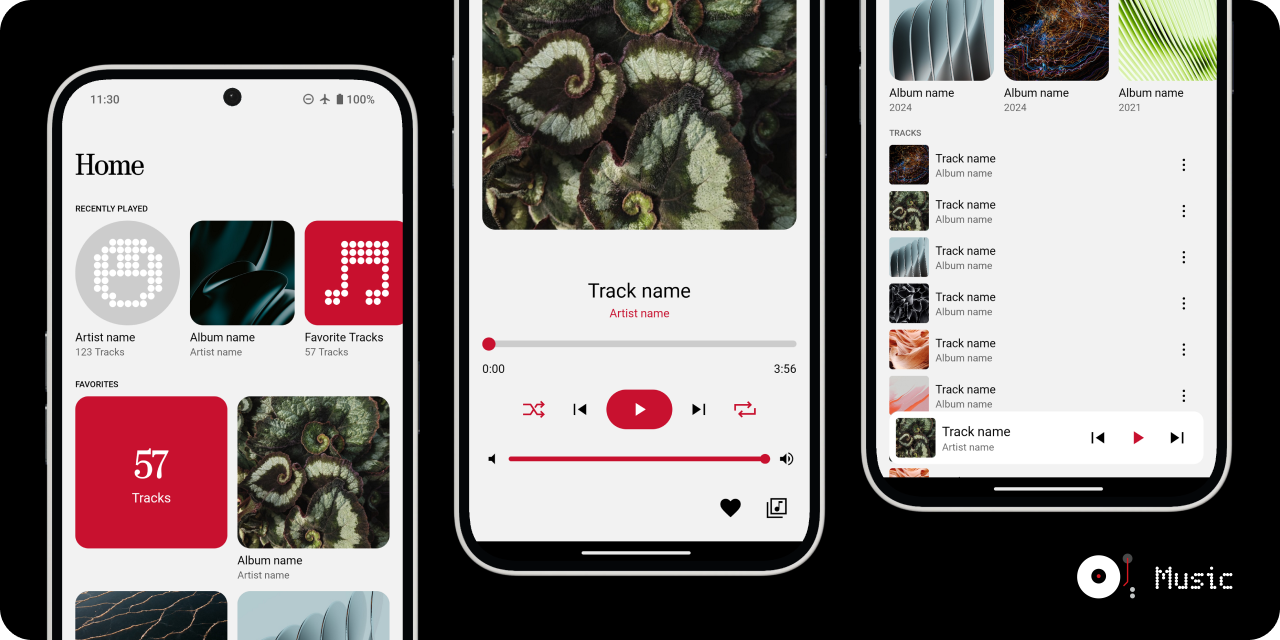 11:30
100%
Home
RECENTLY PLAYED
Artist name
123 Tracks
Album name
Artist name
Favorite Tracks
57 Tracks
FAVORITES
57
Tracks
Album name
Artist name
Track name
Artist name
0:00
3:56
Album name
2024
Album name
2024
Album name
2021
TRACKS
Track name
Album name
Track name
Album name
Track name
Album name
Track name
Album name
Track name
Album name
Track name
Album name
Track name
Artist name
Music